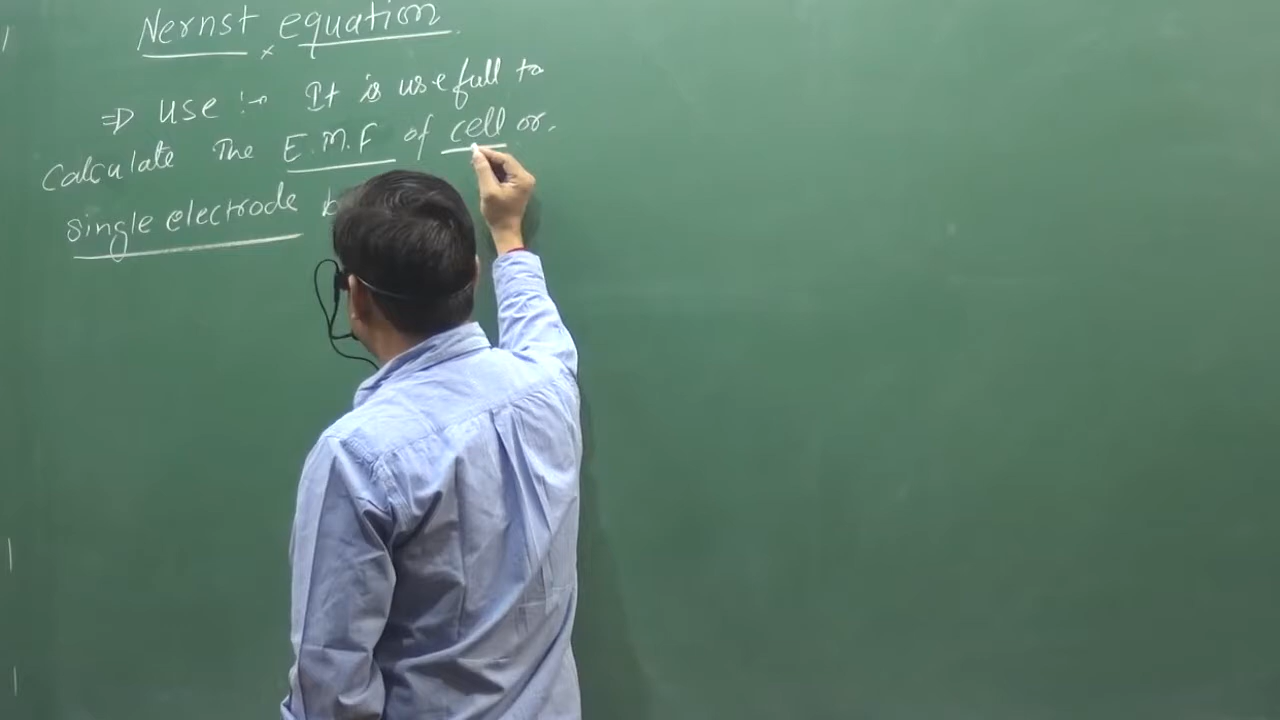 Nernst equation
⇒ Use :→ It is usefull to
calculate The E.M.F of cell or
single electrode